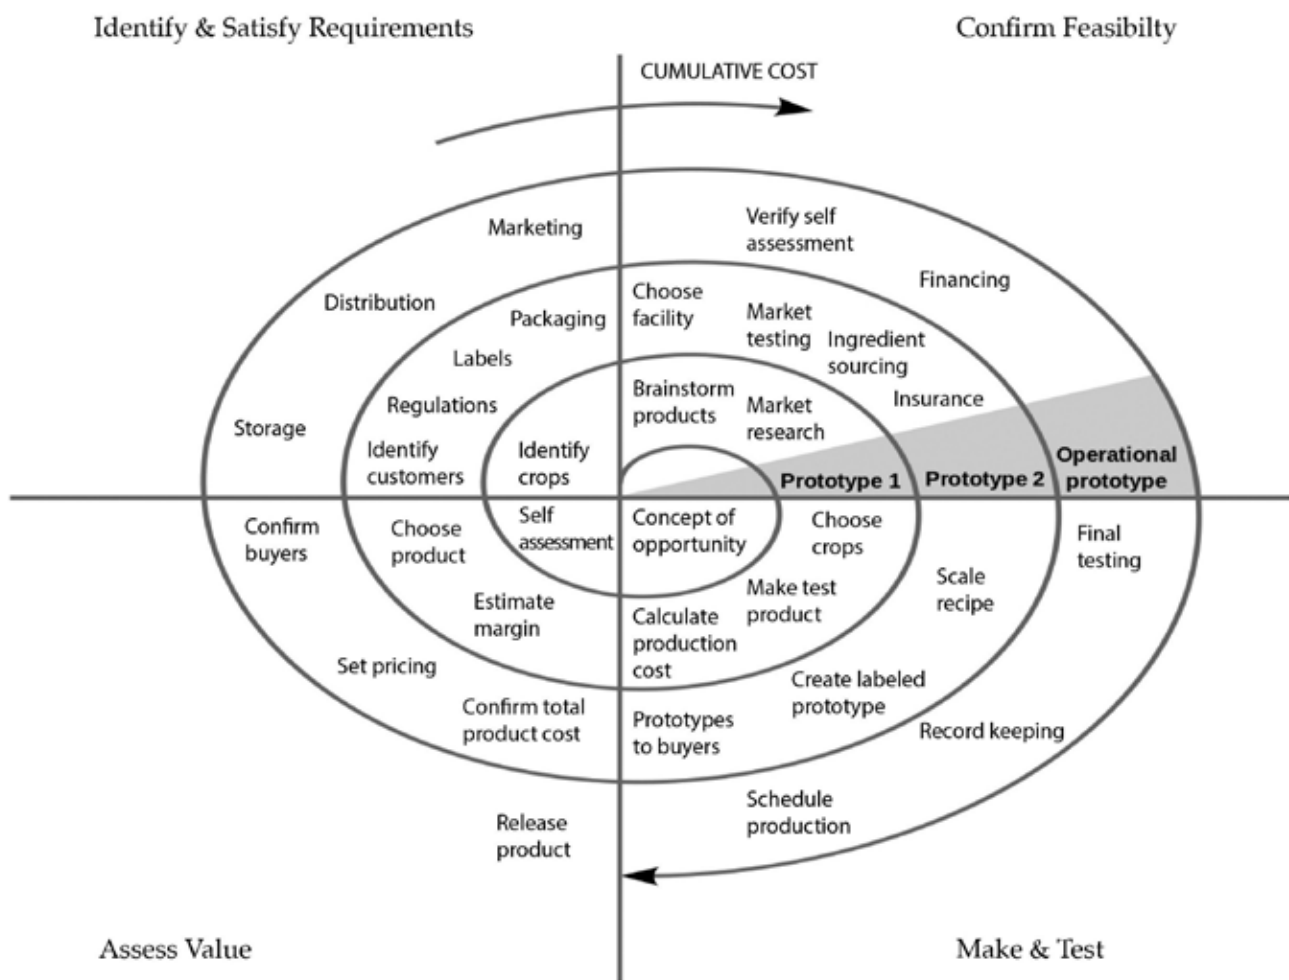 Identify & Satisfy Requirements
Confirm Feasibilty
CUMULATIVE COST
Marketing
Distribution
Packaging
Labels
Regulations
Storage
Identify
customers
Identify
crops
Verify self
assessment
Financing
Choose
facility
Market
testing
Ingredient
sourcing
Insurance
Brainstorm
products
Market
research
Prototype 1
Prototype 2
Operational
prototype
Confirm
buyers
Choose
product
Self
assessment
Estimate
margin
Set pricing
Confirm total
product cost
Release
product
Concept of
opportunity
Choose
crops
Final
testing
Make test
product
Scale
recipe
Calculate
production
cost
Create labeled
prototype
Prototypes
to buyers
Record keeping
Schedule
production
Assess Value
Make & Test